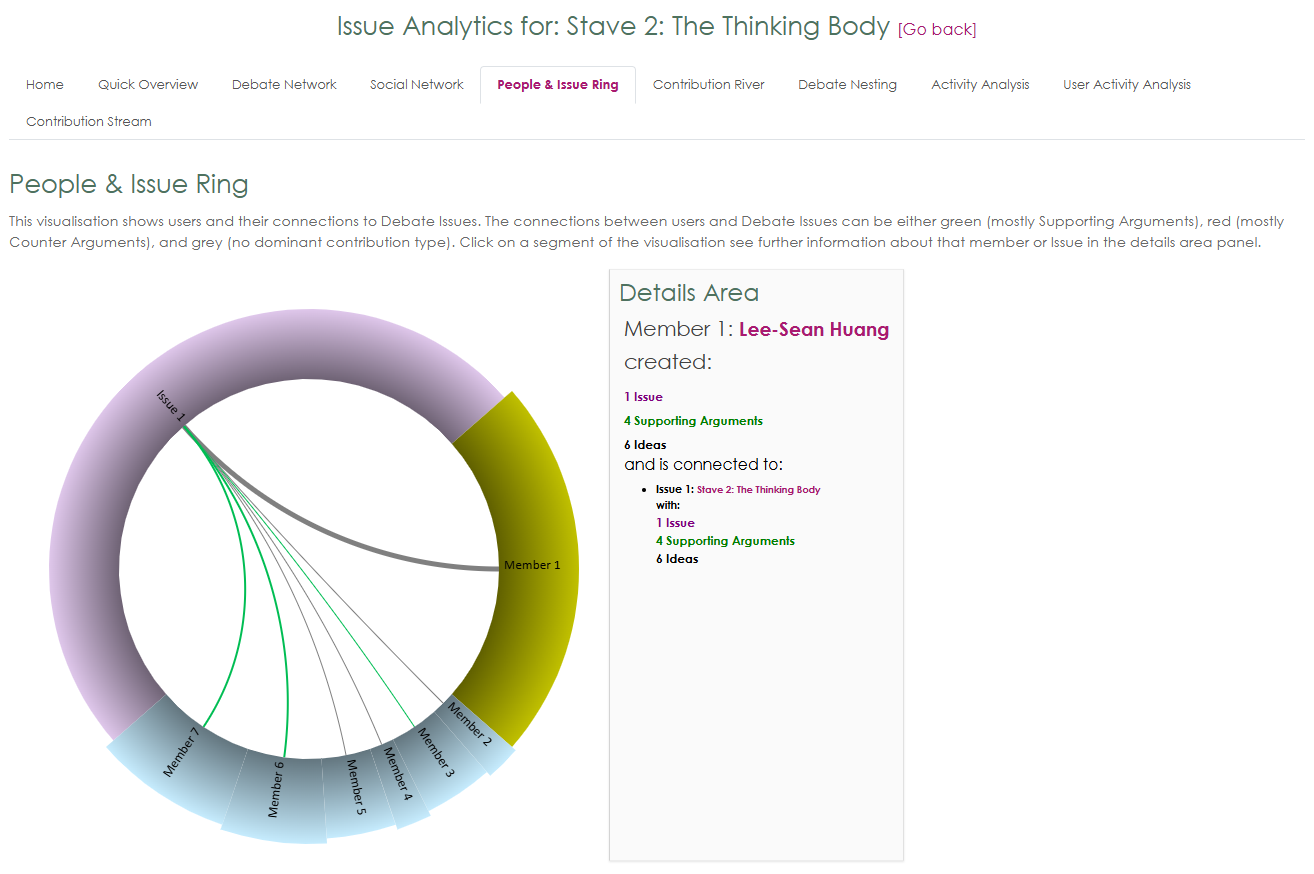 Issue Analytics for: Stave 2: The Thinking Body [Go back]
Home Quick Overview Debate Network Social Network People & Issue Ring Contribution River Debate Nesting Activity Analysis User Activity Analysis
Contribution Stream
People & Issue Ring
This visualisation shows users and their connections to Debate Issues. The connections between users and Debate Issues can be either green (mostly Supporting Arguments), red (mostly
Counter Arguments), and grey (no dominant contribution type). Click on a segment of the visualisation see further information about that member or Issue in the details area panel.
Issue 1
Member 1
Member 2
Member 3
Member 4
Member 5
Member 6
Member 7
Details Area
Member 1: Lee-Sean Huang
created:
1 Issue
4 Supporting Arguments
6 Ideas
and is connected to:
• Issue 1: Stave 2: The Thinking Body
with:
1 Issue
4 Supporting Arguments
6 Ideas